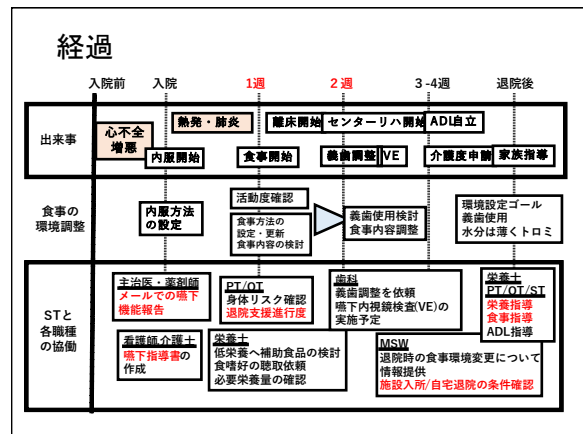 経過
入院前
入院
1週
2週
3-4週
退院後
出来事
心不全
増悪
熱発・肺炎
離床開始
センターリハ開始
ADL自立
内服開始
食事開始
義歯調整
VE
介護度申請
家族指導
食事の
環境調整
内服方法
の設定
活動度確認
食事方法の
設定・更新
食事内容の検討
義歯使用検討
食事内容調整
環境設定ゴール
義歯使用
水分は薄くトロミ
STと
各職種
の協働
主治医・薬剤師
メールでの嚥下
機能報告
看護師,介護士
嚥下指導書の
作成
PT/OT
身体リスク確認
退院支援進行度
栄養士
低栄養へ補助食品の検討
食嗜好の聴取依頼
必要栄養量の確認
歯科
義歯調整を依頼
嚥下内視鏡検査(VE)の
実施予定
MSW
退院時の食事環境変更について
情報提供
施設入所/自宅退院の条件確認
栄養士
PT/OT/ST
栄養指導
食事指導
ADL指導